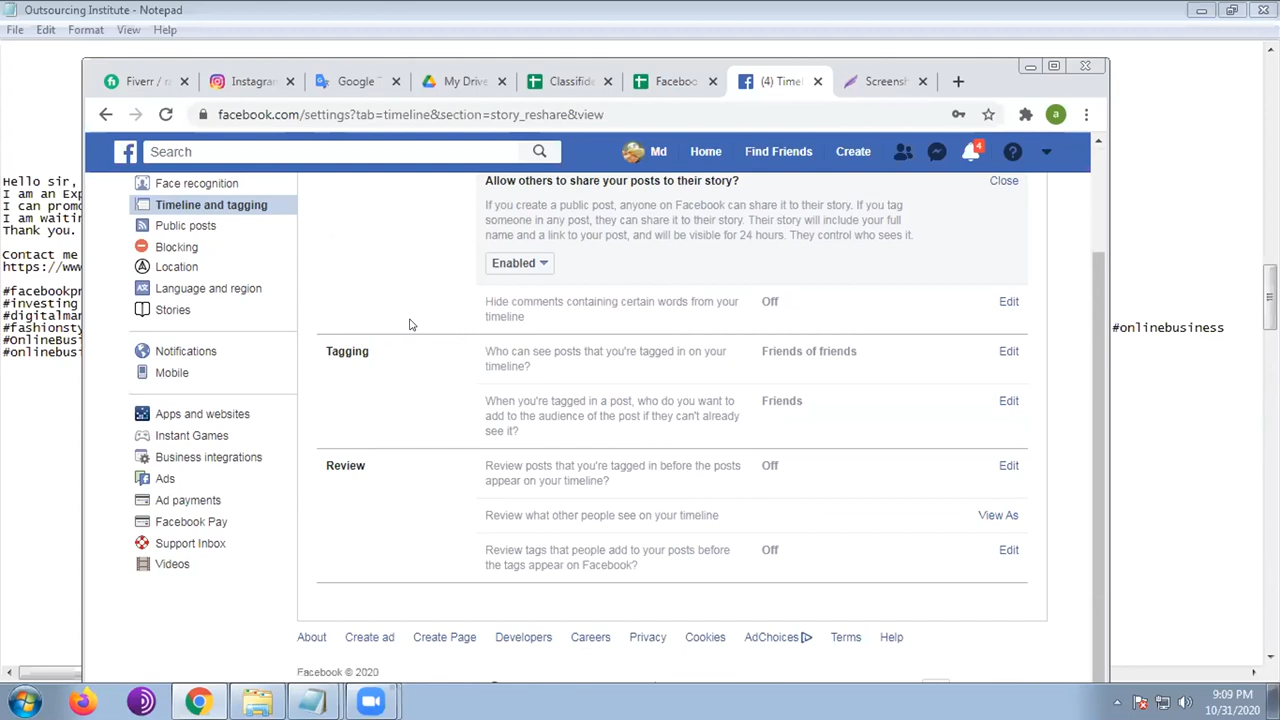 Outsourcing Institute - Notepad
File Edit Format View Help
Fiverr / ra
Instagram
Google T
My Drive
Classified
Faceboo
(4) Timel
Screensh
facebook.com/settings?tab=timeline&section=story_reshare&view
a
Search
Md Home Find Friends Create
4
Hello sir,
I am an Exp
I can promo
I am waitin
Thank you.
Contact me
https://www
#facebookpr
#investing
#digitalmar
#fashionsty
#OnlineBus
#onlinebusi
#onlinebusiness
Face recognition
Timeline and tagging
Public posts
Blocking
Location
Language and region
Stories
Notifications
Mobile
Apps and websites
Instant Games
Business integrations
Ads
Ad payments
Facebook Pay
Support Inbox
Videos
Allow others to share your posts to their story? Close
If you create a public post, anyone on Facebook can share it to their story. If you tag
someone in any post, they can share it to their story. Their story will include your full
name and a link to your post, and will be visible for 24 hours. They control who sees it.
Enabled
Hide comments containing certain words from your Off Edit
timeline
Tagging Who can see posts that you're tagged in on your Friends of friends Edit
timeline?
When you're tagged in a post, who do you want to Friends Edit
add to the audience of the post if they can't already
see it?
Review Review posts that you're tagged in before the posts Off Edit
appear on your timeline?
Review what other people see on your timeline View As
Review tags that people add to your posts before Off Edit
the tags appear on Facebook?
About Create ad Create Page Developers Careers Privacy Cookies AdChoices Terms Help
Facebook © 2020
9:09 PM
10/31/2020